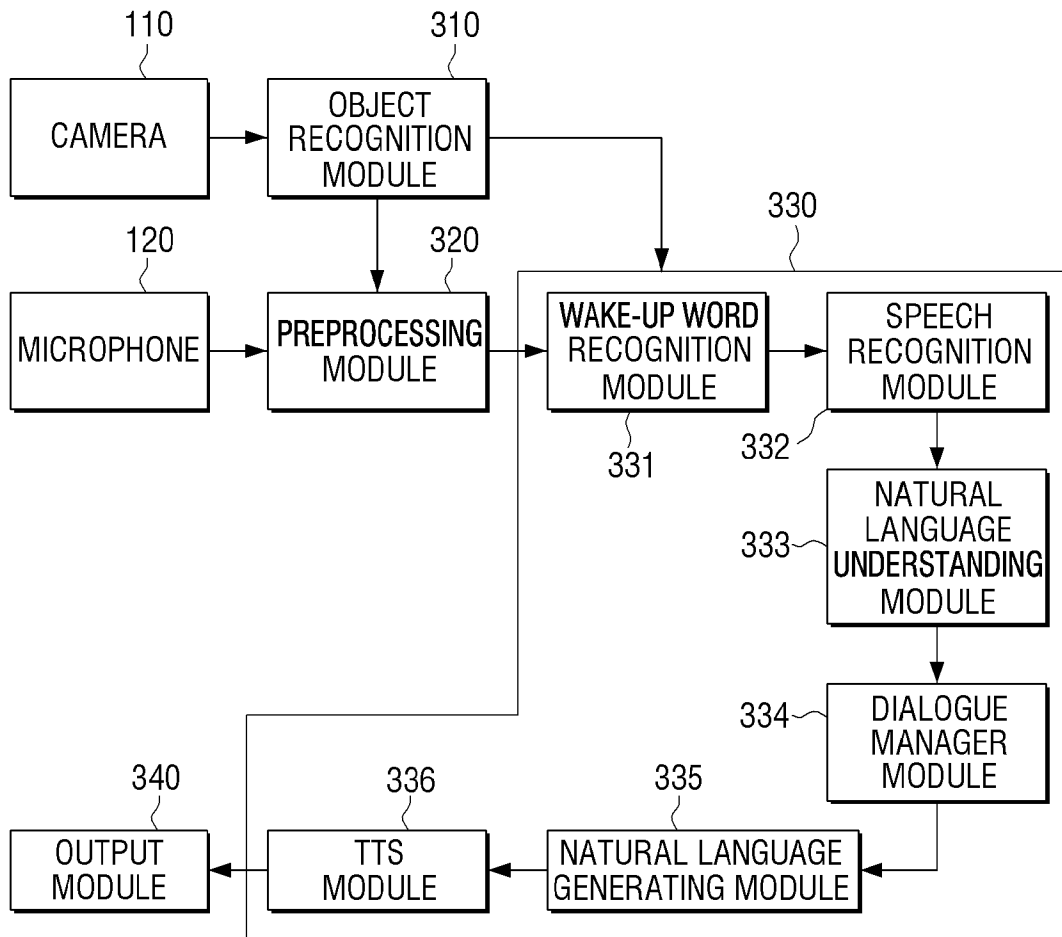 110
CAMERA
310
OBJECT
RECOGNITION
MODULE
330
120
MICROPHONE
320
PREPROCESSING
MODULE
WAKE-UP WORD
RECOGNITION
MODULE
331
SPEECH
RECOGNITION
MODULE
332
NATURAL
LANGUAGE
UNDERSTANDING
MODULE
333
334
DIALOGUE
MANAGER
MODULE
340
OUTPUT
MODULE
336
TTS
MODULE
335
NATURAL LANGUAGE
GENERATING MODULE